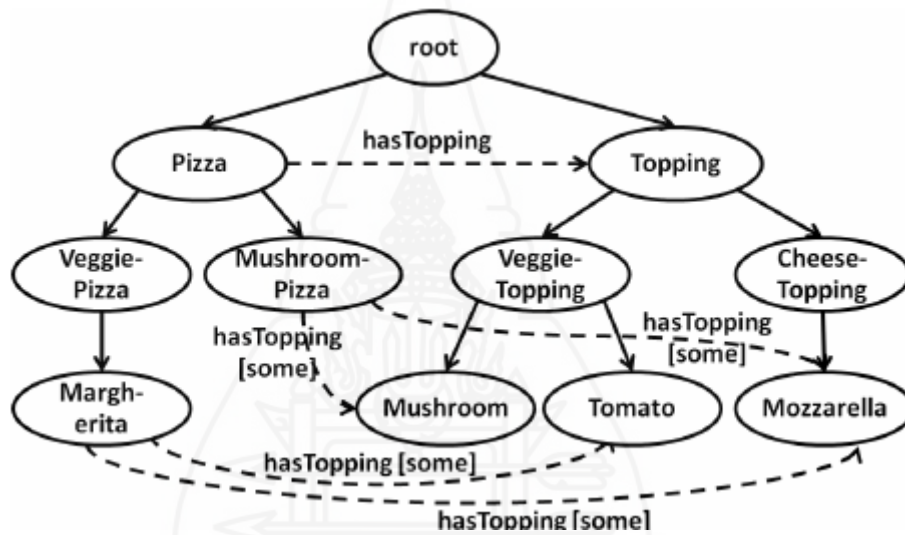 root
hasTopping
Pizza
Topping
Veggie-
Pizza
Mushroom-
Pizza
Veggie-
Topping
Cheese-
Topping
hasTopping
[some]
hasTopping
[some]
Margh-
erita
Mushroom
Tomato
Mozzarella
hasTopping [some]
hasTopping [some]